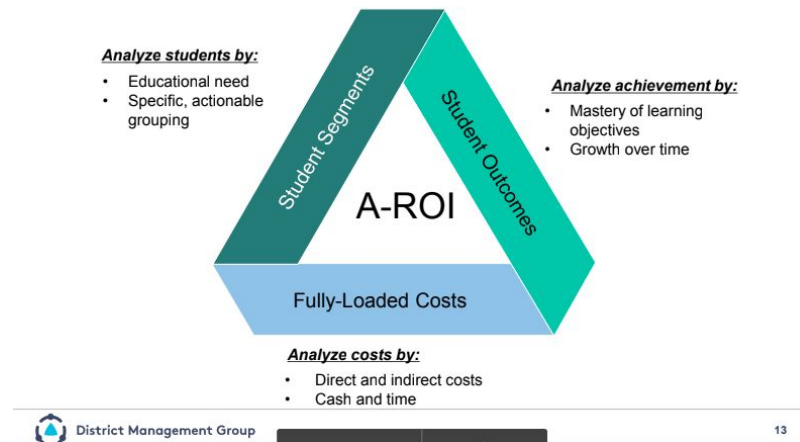 Analyze students by:
• Educational need
• Specific, actionable
grouping
Student Segments
Student Outcomes
Analyze achievement by:
• Mastery of learning
objectives
• Growth over time
A-ROI
Fully-Loaded Costs
Analyze costs by:
• Direct and indirect costs
• Cash and time
District Management Group
13